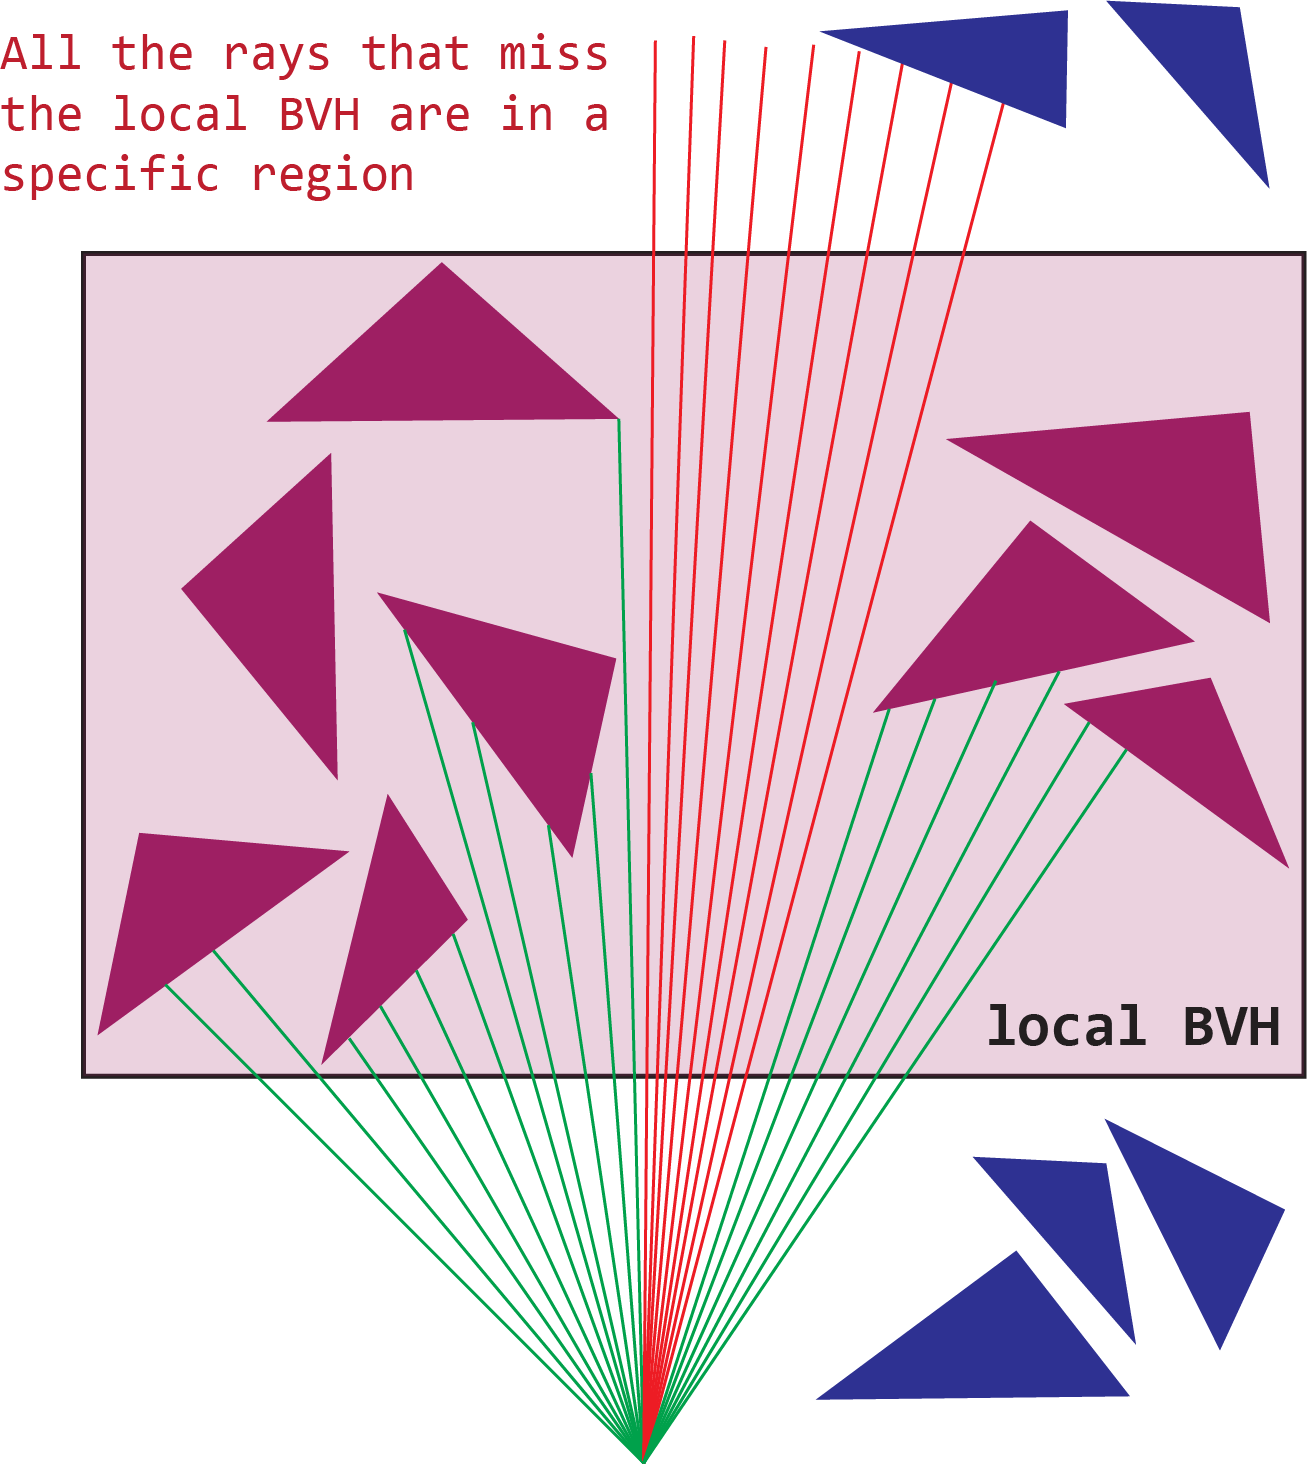 All the rays that miss
the local BVH are in a
specific region
local BVH